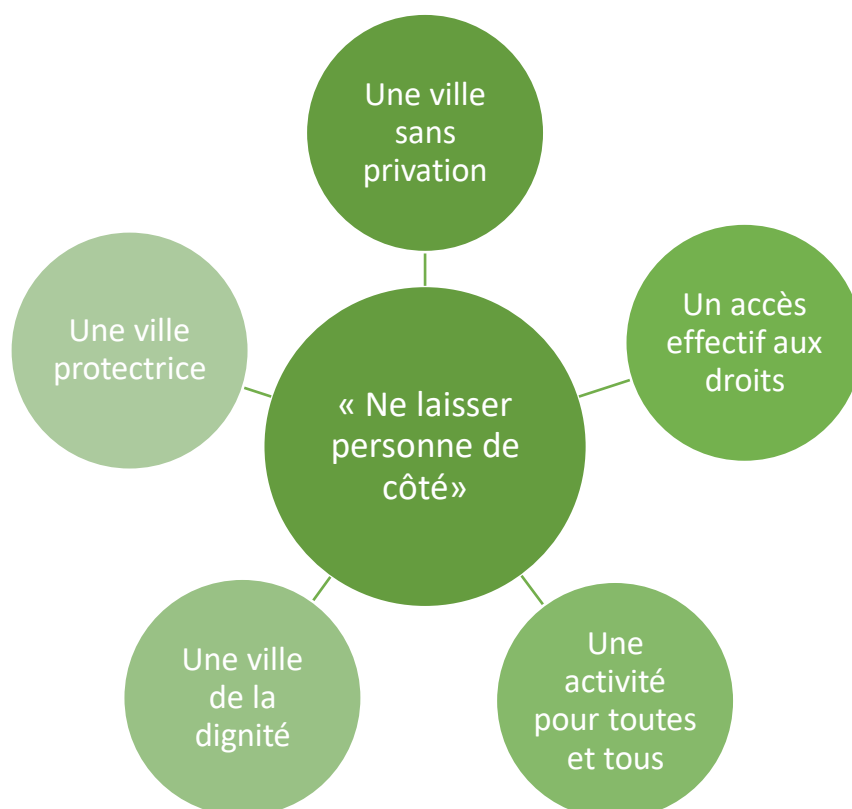 Une ville
sans
privation
Un accès
effectif aux
droits
Une
activité
pour toutes
et tous
Une ville
de la
dignité
Une ville
protectrice
« Ne laisser
personne de
côté»